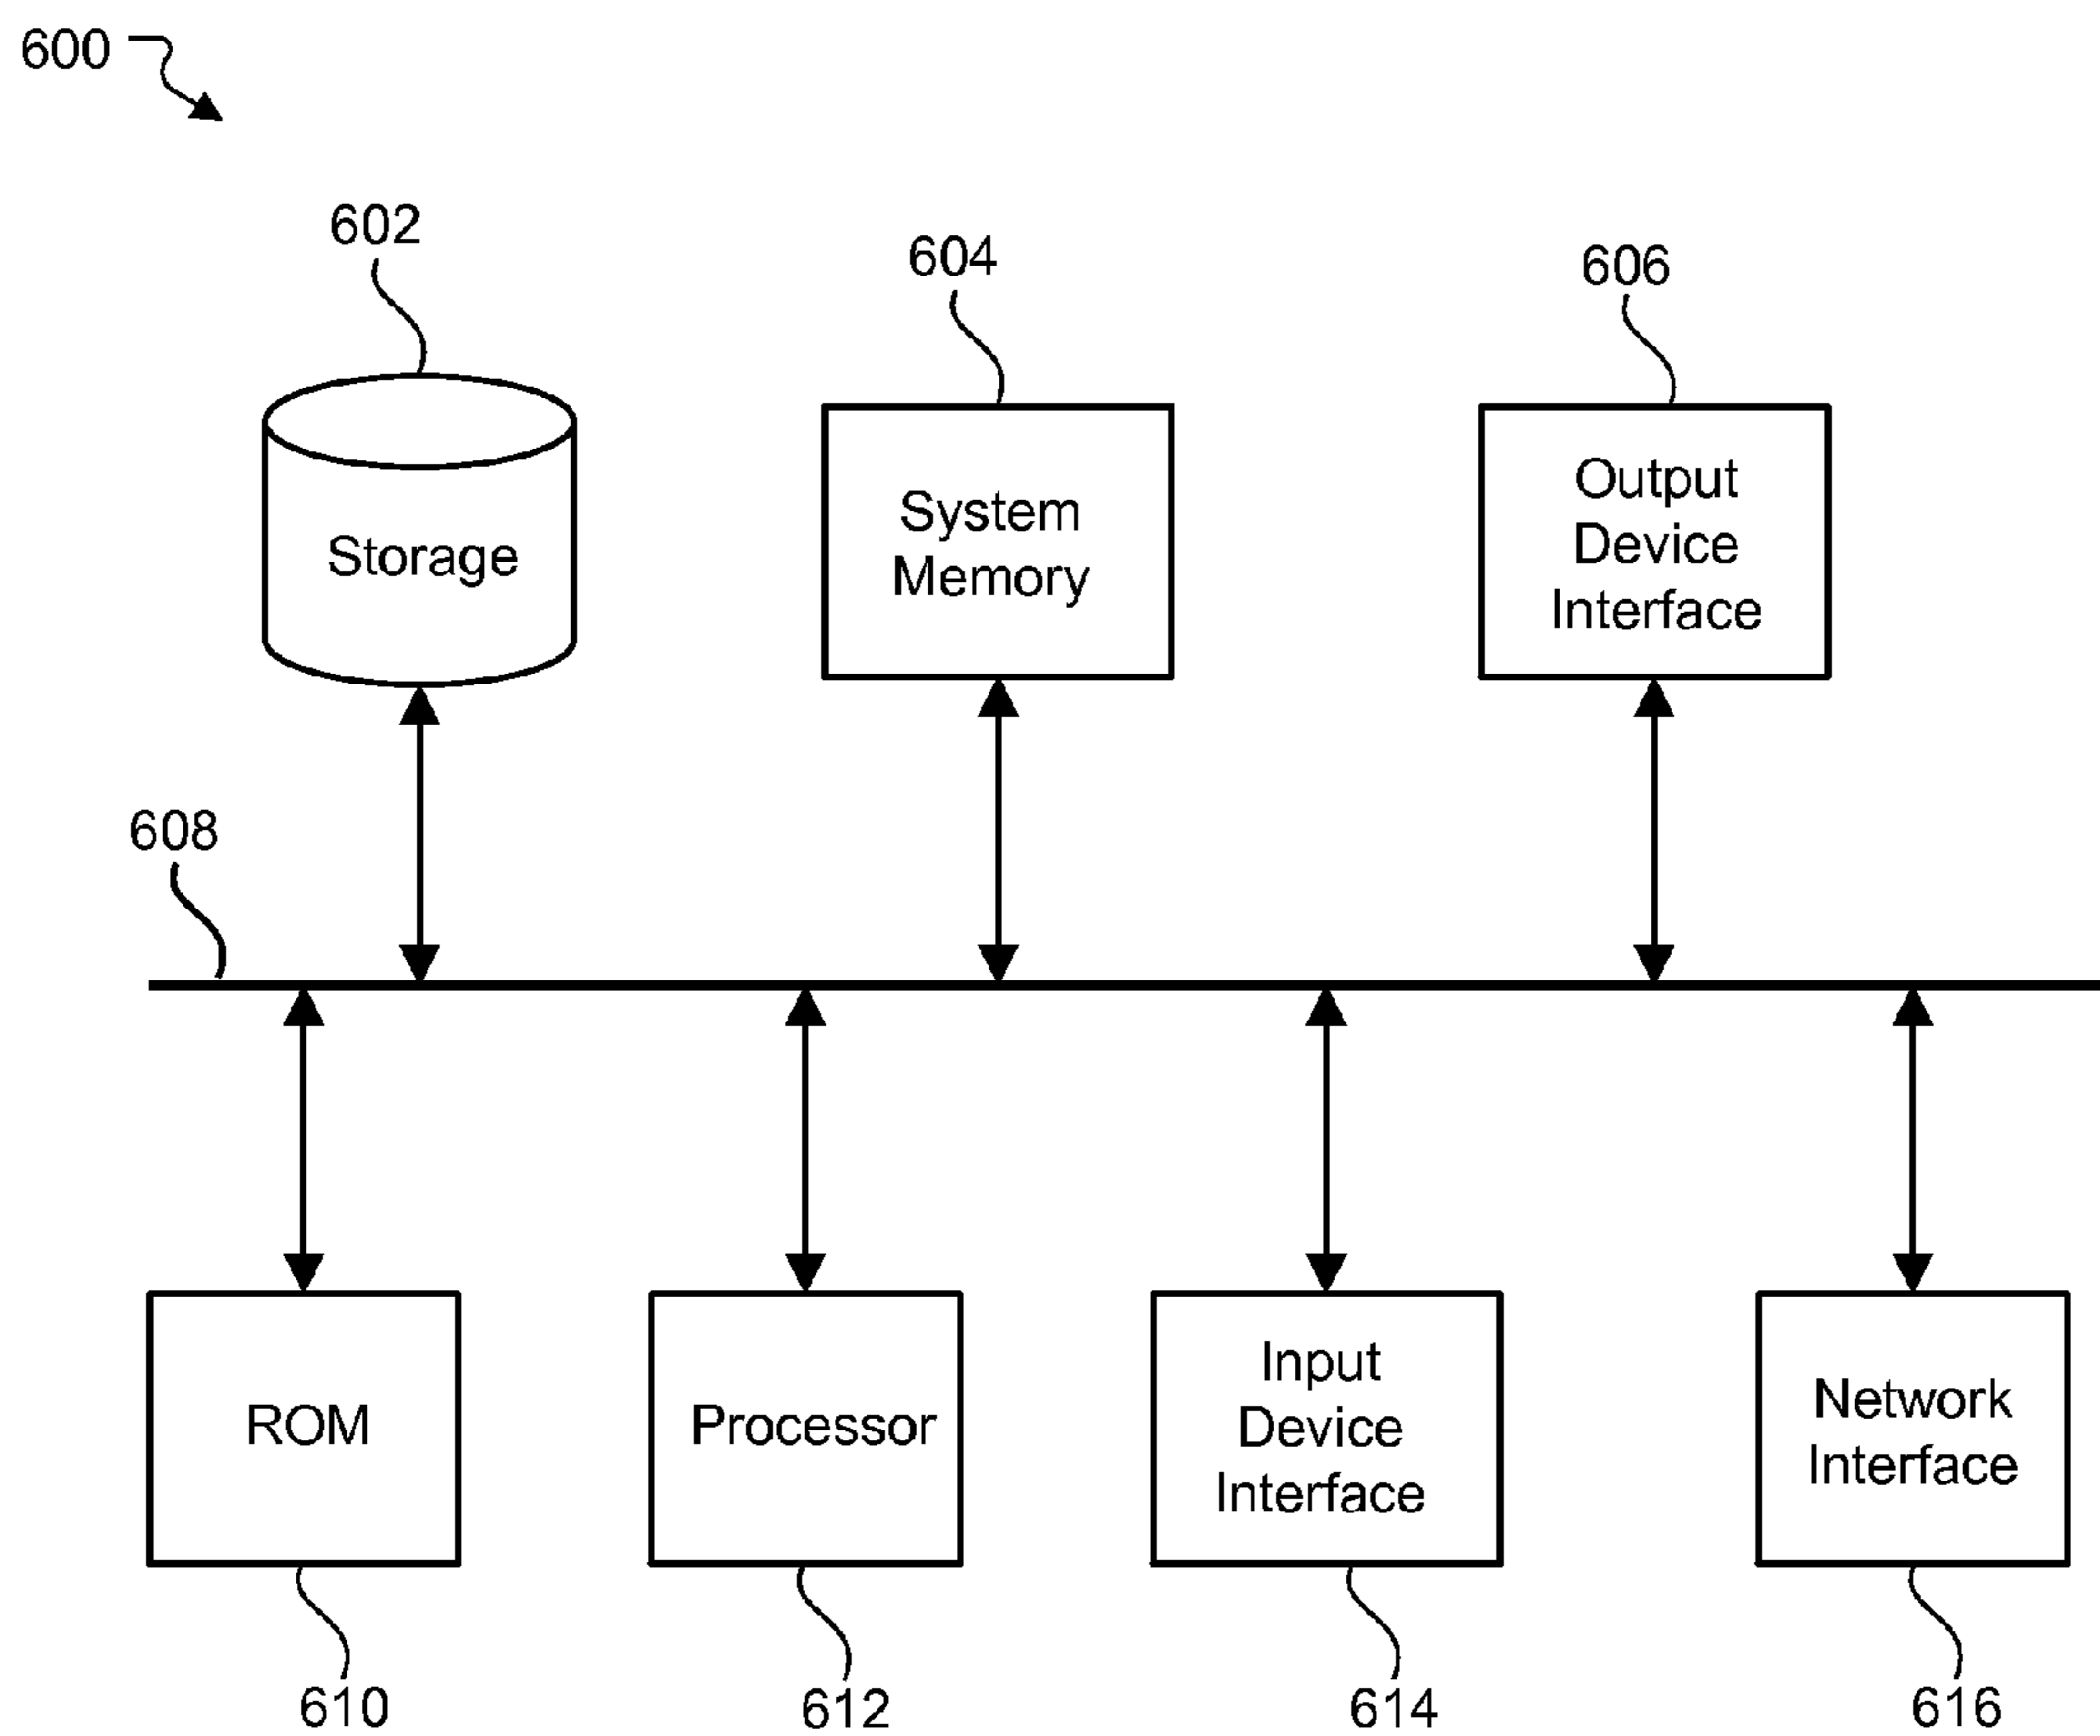 600
602
604
606
Storage
System
Memory
Output
Device
Interface
608
ROM
Processor
Input
Device
Interface
Network
Interface
610
612
614
616